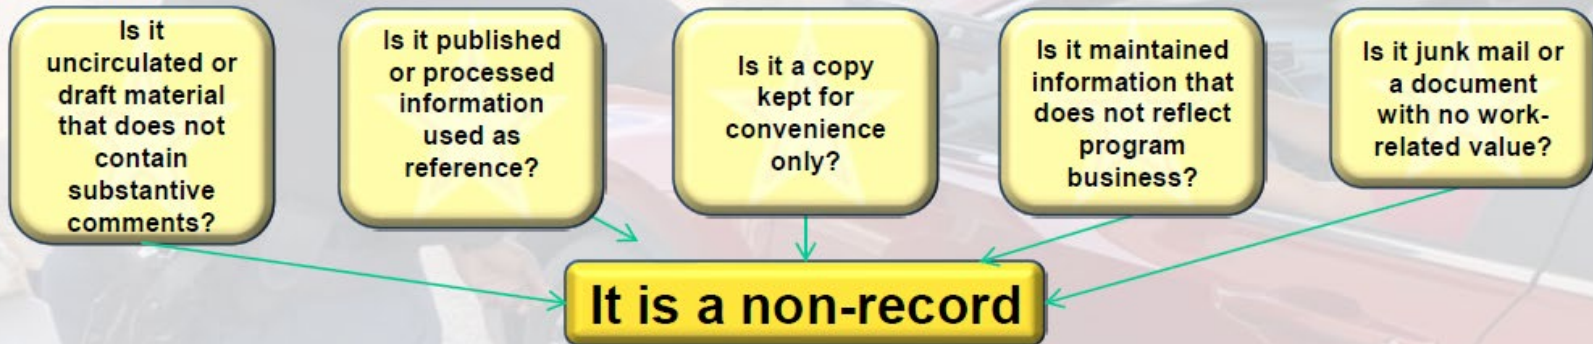 Is it
uncirculated or
draft material
that does not
contain
substantive
comments?
Is it published
or processed
information
used as
reference?
Is it a copy
kept for
convenience
only?
Is it maintained
information that
does not reflect
program
business?
Is it junk mail or
a document
with no work-
related value?
It is a non-record